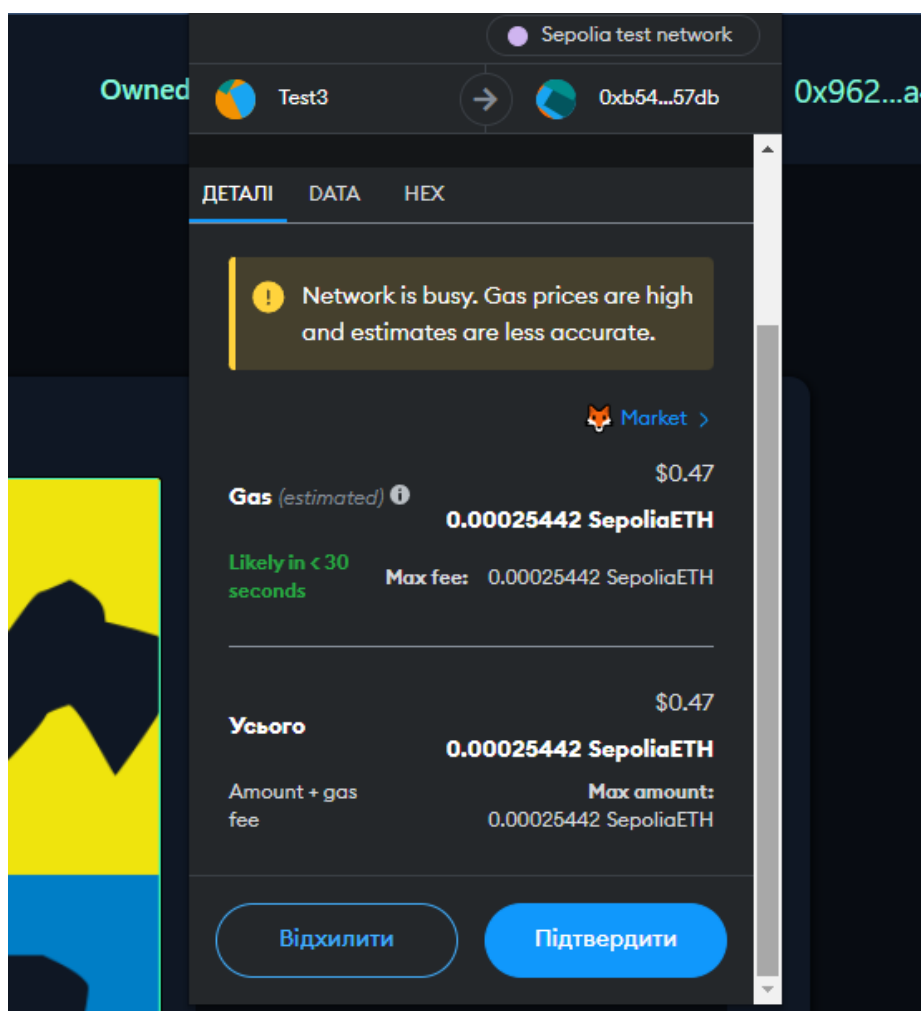 Sepolia test network
Owned
Test3
0xb54...57db
0x962...a
ДЕТАЛІ DATA HEX
Network is busy. Gas prices are high
and estimates are less accurate.
Market >
$0.47
Gas (estimated)
0.00025442 SepoliaETH
Likely in < 30
seconds
Max fee: 0.00025442 SepoliaETH
$0.47
Усього
0.00025442 SepoliaETH
Amount + gas
fee
Max amount:
0.00025442 SepoliaETH
Відхилити
Підтвердити